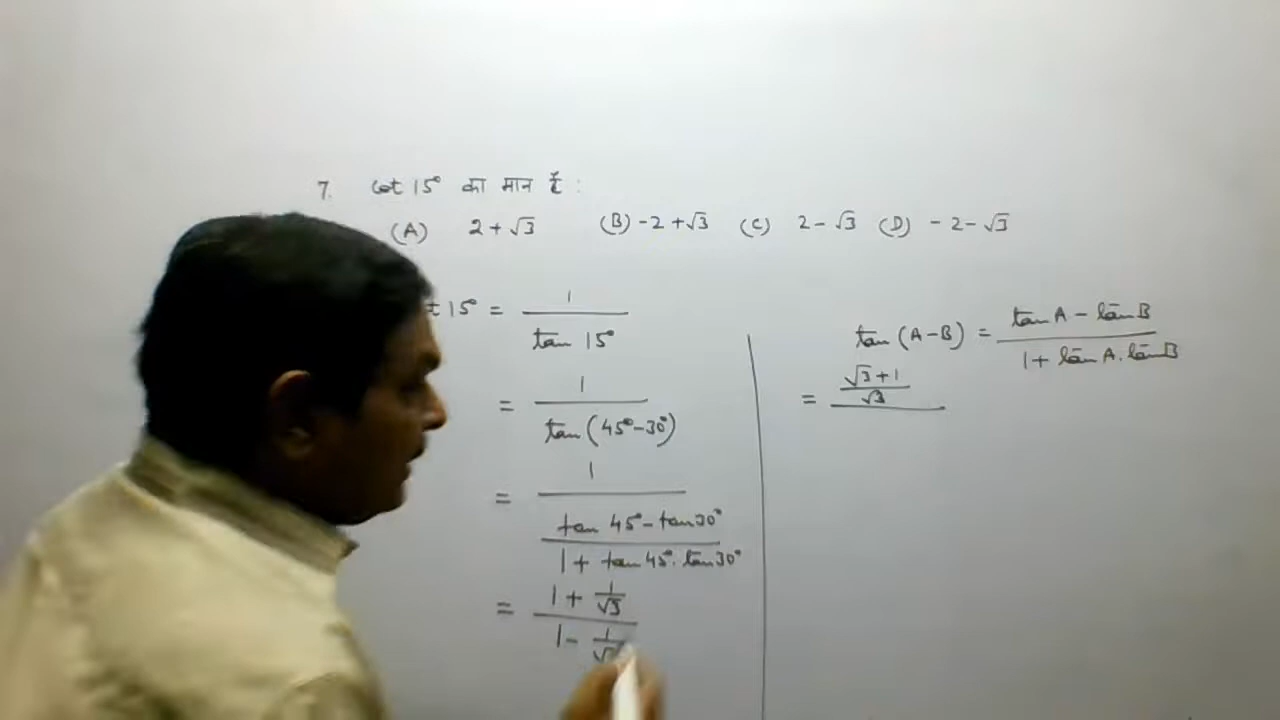 7. cot 15° का मान है :
(A) 2 + √3 (B) -2 + √3 (C) 2 - √3 (D) - 2 - √3
t 15° = 1 / tan 15°
= 1 / tan (45° - 30°)
= 1 / (tan 45° - tan 30° / 1 + tan 45° . tan 30°)
= 1 + 1/√3 / 1 - 1/√3
tan (A - B) = tan A - tan B / 1 + tan A . tan B
= √3 + 1 / √3